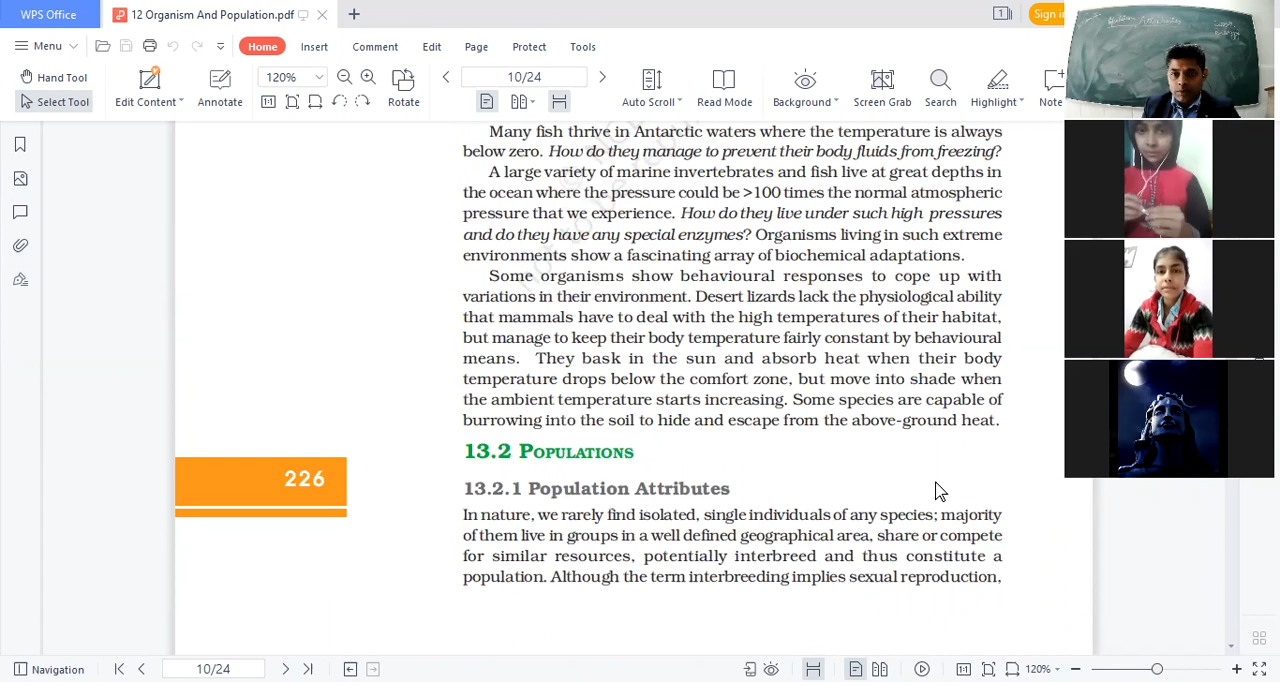 WPS Office
12 Organism And Population.pdf
1
Sign in
Menu
Home
Insert
Comment
Edit
Page
Protect
Tools
Hand Tool
Select Tool
Edit Content
Annotate
120%
Rotate
10/24
Auto Scroll
Read Mode
Background
Screen Grab
Search
Highlight
Note
Many fish thrive in Antarctic waters where the temperature is always
below zero. How do they manage to prevent their body fluids from freezing?
A large variety of marine invertebrates and fish live at great depths in
the ocean where the pressure could be >100 times the normal atmospheric
pressure that we experience. How do they live under such high pressures
and do they have any special enzymes? Organisms living in such extreme
environments show a fascinating array of biochemical adaptations.
Some organisms show behavioural responses to cope up with
variations in their environment. Desert lizards lack the physiological ability
that mammals have to deal with the high temperatures of their habitat,
but manage to keep their body temperature fairly constant by behavioural
means. They bask in the sun and absorb heat when their body
temperature drops below the comfort zone, but move into shade when
the ambient temperature starts increasing. Some species are capable of
burrowing into the soil to hide and escape from the above-ground heat.
13.2 POPULATIONS
226
13.2.1 Population Attributes
In nature, we rarely find isolated, single individuals of any species; majority
of them live in groups in a well defined geographical area, share or compete
for similar resources, potentially interbreed and thus constitute a
population. Although the term interbreeding implies sexual reproduction,
Navigation
10/24
120%